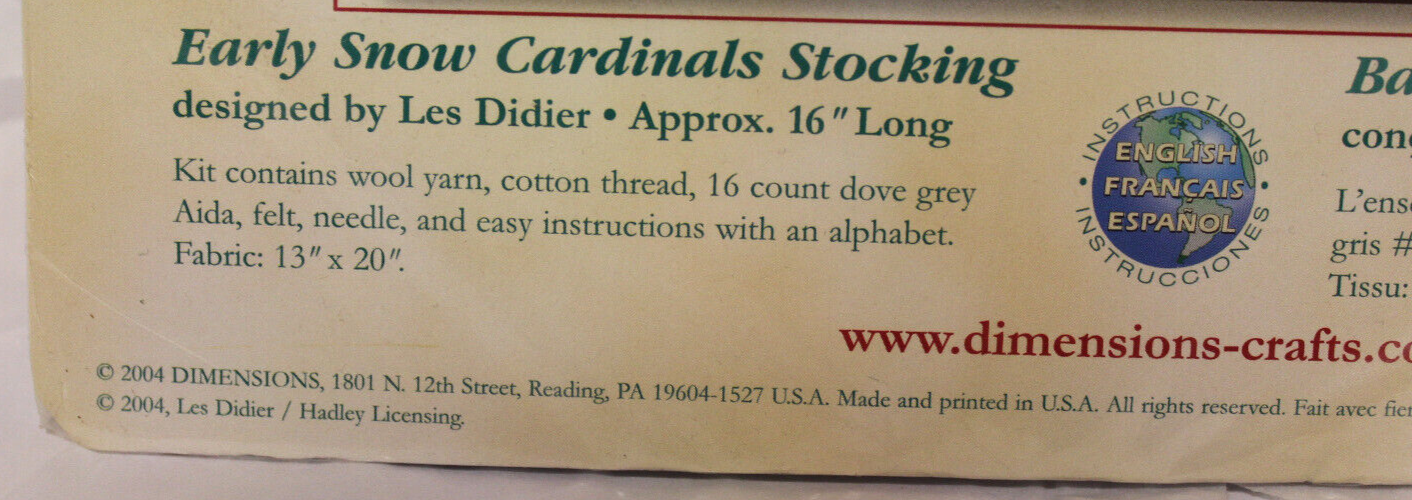 Early Snow Cardinals Stocking
designed by Les Didier • Approx. 16" Long
Kit contains wool yarn, cotton thread, 16 count dove grey
Aida, felt, needle, and easy instructions with an alphabet.
Fabric: 13" x 20".
INSTRUCTIONS
ENGLISH
FRANÇAIS
ESPAÑOL
INSTRUCCIONES
Ba
con
L'ens
gris #
Tissu:
www.dimensions-crafts.co
© 2004 DIMENSIONS, 1801 N. 12th Street, Reading, PA 19604-1527 U.S.A. Made and printed in U.S.A. All rights reserved. Fait avec fier
© 2004, Les Didier / Hadley Licensing.